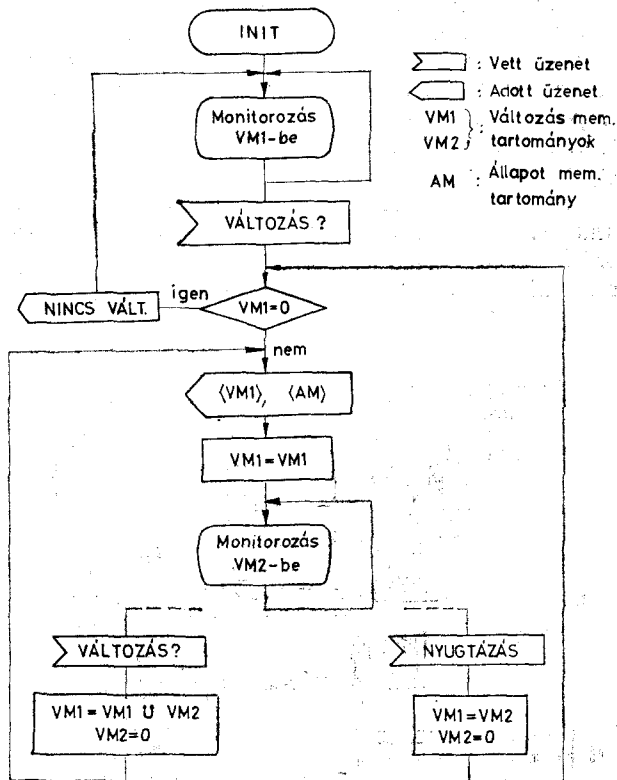 INIT
Monitorozás
VM1-be
VÁLTOZÁS ?
: Vett üzenet
: Adott üzenet
VM1
VM2
: Változás mem.
tartományok
AM : Állapot mem.
tartomány
NINCS VÁLT.
igen
VM1=0
nem
⟨VM1⟩, ⟨AM⟩
VM1=VM1
Monitorozás
VM2-be
VÁLTOZÁS?
NYUGTÁZÁS
VM1=VM1 U VM2
VM2=0
VM1=VM2
VM2=0